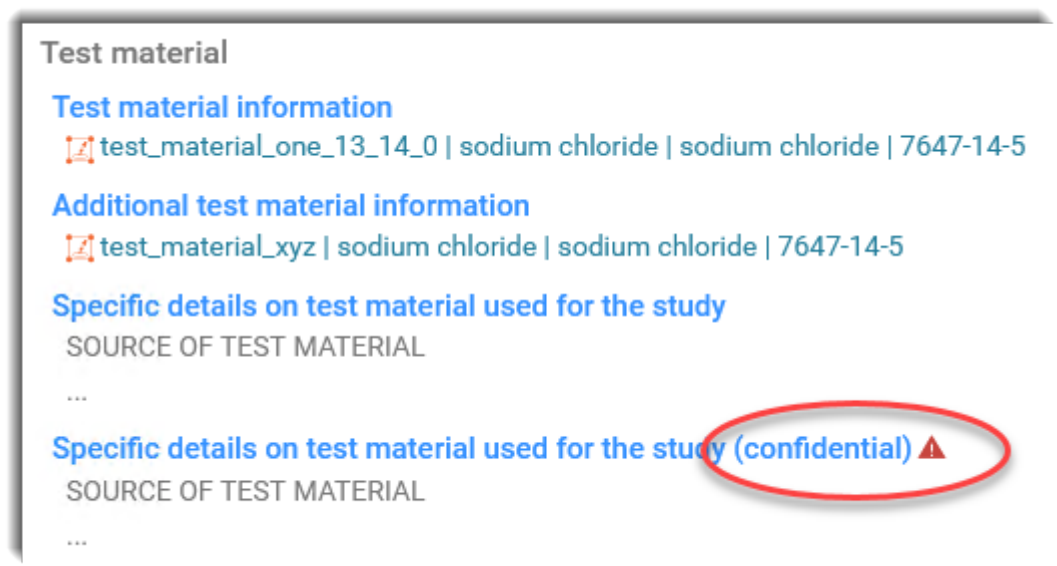 Test material
Test material information
test_material_one_13_14_0 | sodium chloride | sodium chloride | 7647-14-5
Additional test material information
test_material_xyz | sodium chloride | sodium chloride | 7647-14-5
Specific details on test material used for the study
SOURCE OF TEST MATERIAL
...
Specific details on test material used for the study (confidential)
SOURCE OF TEST MATERIAL
...